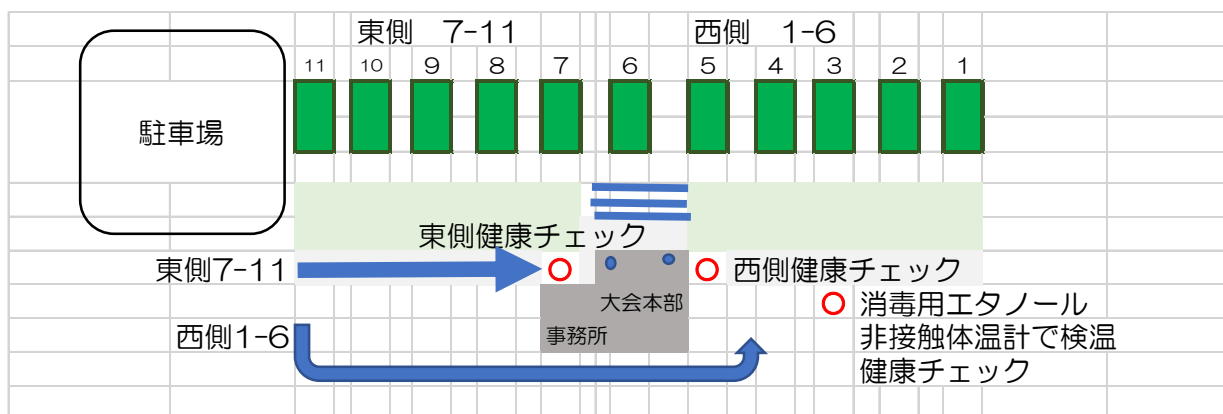 東側 7-11
西側 1-6
11 10 9 8 7 6 5 4 3 2 1
駐車場
東側健康チェック
東側7-11
西側健康チェック
大会本部
消毒用エタノール
事務所
西側1-6
非接触体温計で検温
健康チェック